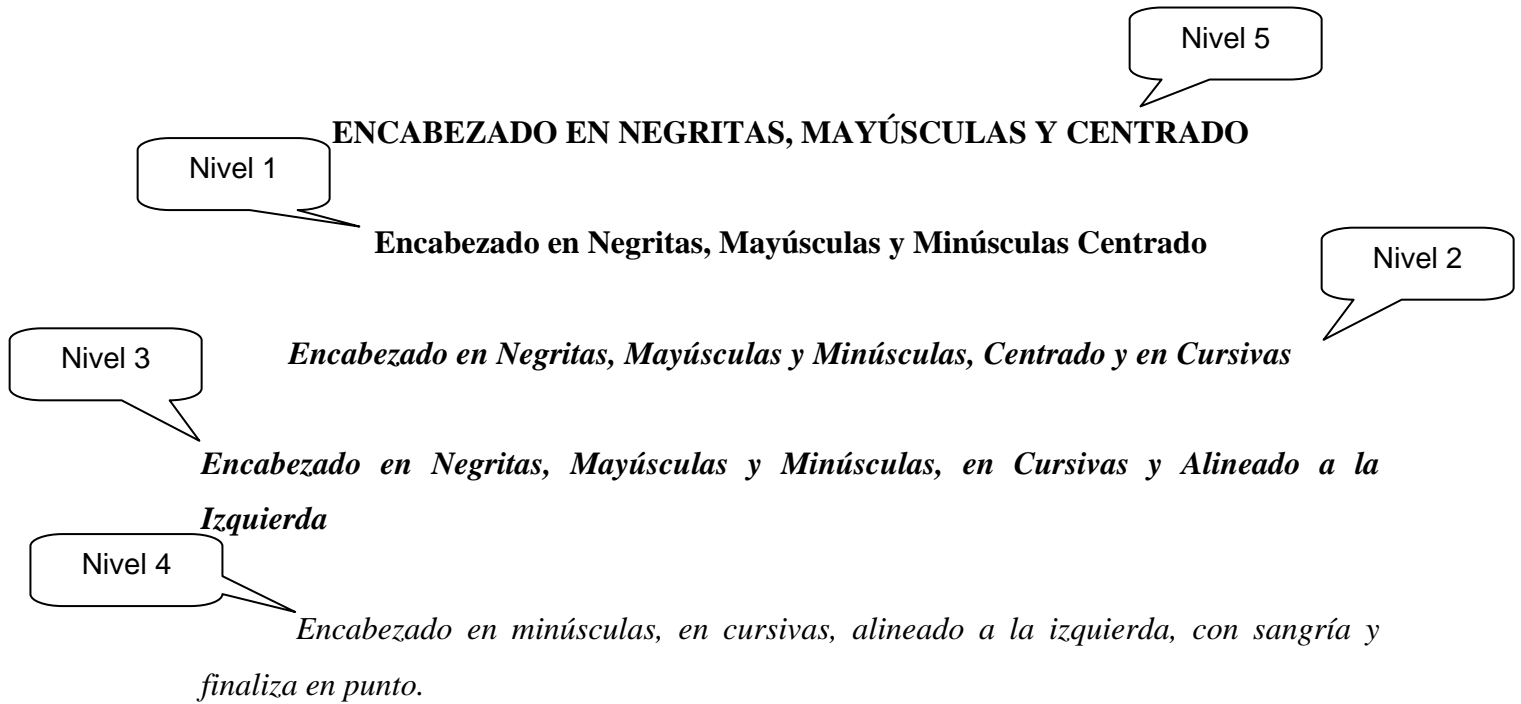 Nivel 5
ENCABEZADO EN NEGRITAS, MAYÚSCULAS Y CENTRADO
Nivel 1
Encabezado en Negritas, Mayúsculas y Minúsculas Centrado
Nivel 2
Encabezado en Negritas, Mayúsculas y Minúsculas, Centrado y en Cursivas
Nivel 3
Encabezado en Negritas, Mayúsculas y Minúsculas, en Cursivas y Alineado a la
Izquierda
Nivel 4
Encabezado en minúsculas, en cursivas, alineado a la izquierda, con sangría y
finaliza en punto.